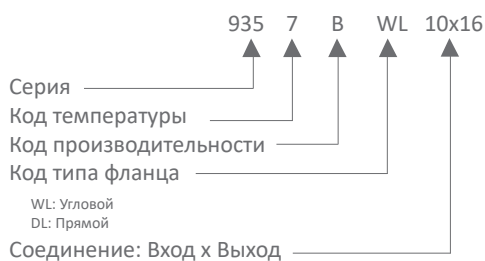 935 7 B WL 10x16
Серия
Код температуры
Код производительности
Код типа фланца
WL: Угловой
DL: Прямой
Соединение: Вход x Выход